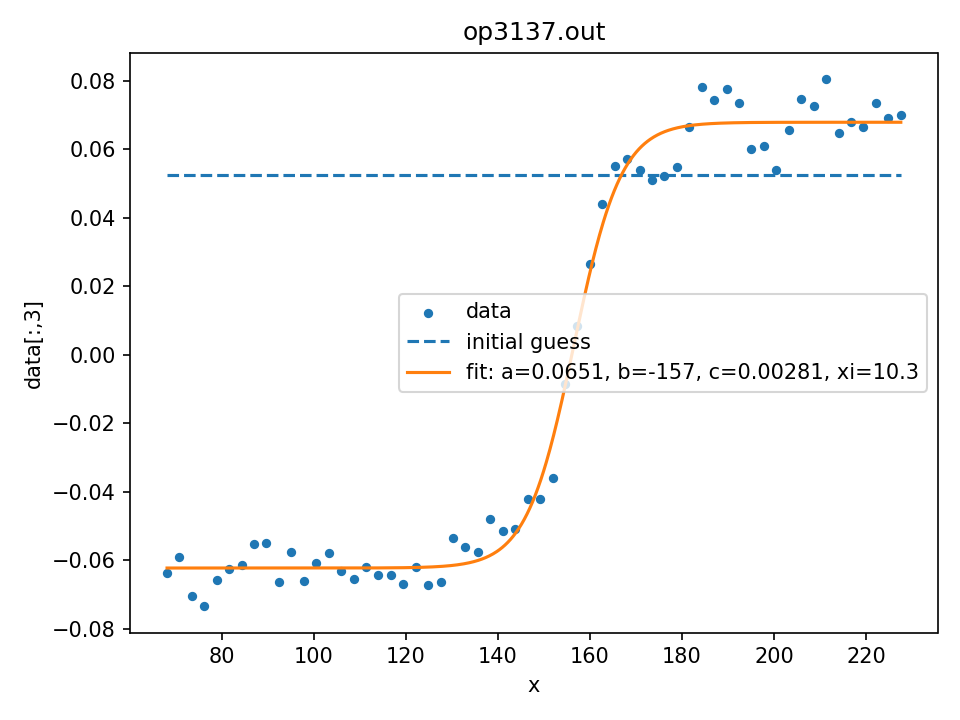 op3137.out
0.08
0.06
0.04
0.02
0.00
−0.02
−0.04
−0.06
−0.08
data[:,3]
data
initial guess
fit: a=0.0651, b=-157, c=0.00281, xi=10.3
80 100 120 140 160 180 200 220
x